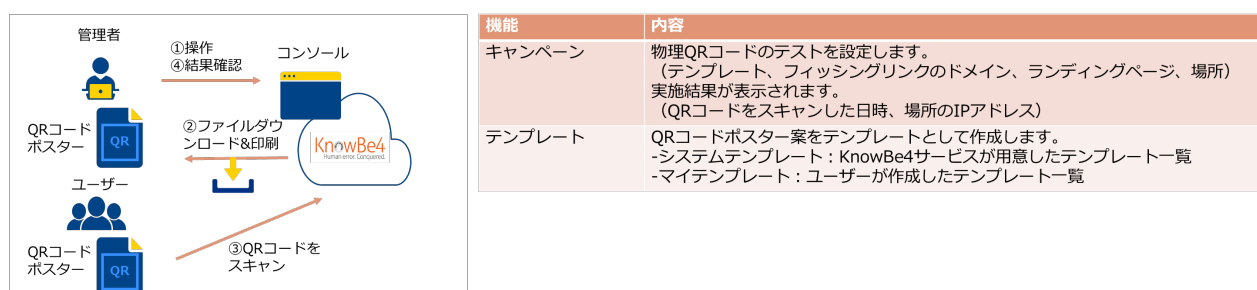 管理者
①操作
④結果確認
コンソール
QRコード
ポスター
QR
②ファイルダウ
ンロード&印刷
KnowBe4
Human error. Conquered.
ユーザー
QRコード
ポスター
QR
③QRコードを
スキャン
機能 内容
キャンペーン 物理QRコードのテストを設定します。
（テンプレート、フィッシングリンクのドメイン、ランディングページ、場所）
実施結果が表示されます。
（QRコードをスキャンした日時、場所のIPアドレス）
テンプレート QRコードポスター案をテンプレートとして作成します。
-システムテンプレート：KnowBe4サービスが用意したテンプレート一覧
-マイテンプレート：ユーザーが作成したテンプレート一覧